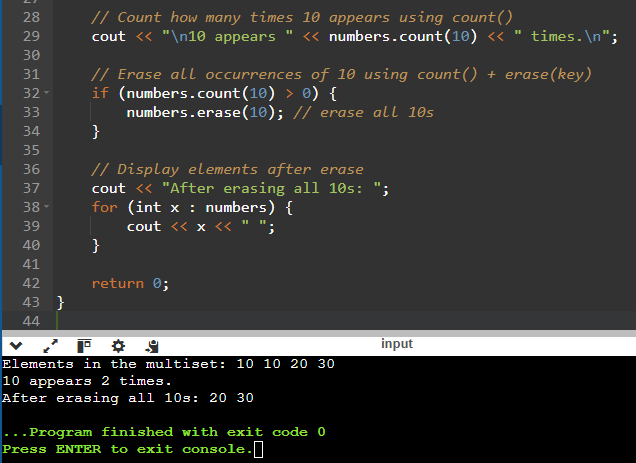 27
28 // Count how many times 10 appears using count()
29 cout << "\n10 appears " << numbers.count(10) << " times.\n";
30
31 // Erase all occurrences of 10 using count() + erase(key)
32 if (numbers.count(10) > 0) {
33 numbers.erase(10); // erase all 10s
34 }
35
36 // Display elements after erase
37 cout << "After erasing all 10s: ";
38 for (int x : numbers) {
39 cout << x << " ";
40 }
41
42 return 0;
43 }
44
input
Elements in the multiset: 10 10 20 30
10 appears 2 times.
After erasing all 10s: 20 30
...Program finished with exit code 0
Press ENTER to exit console.